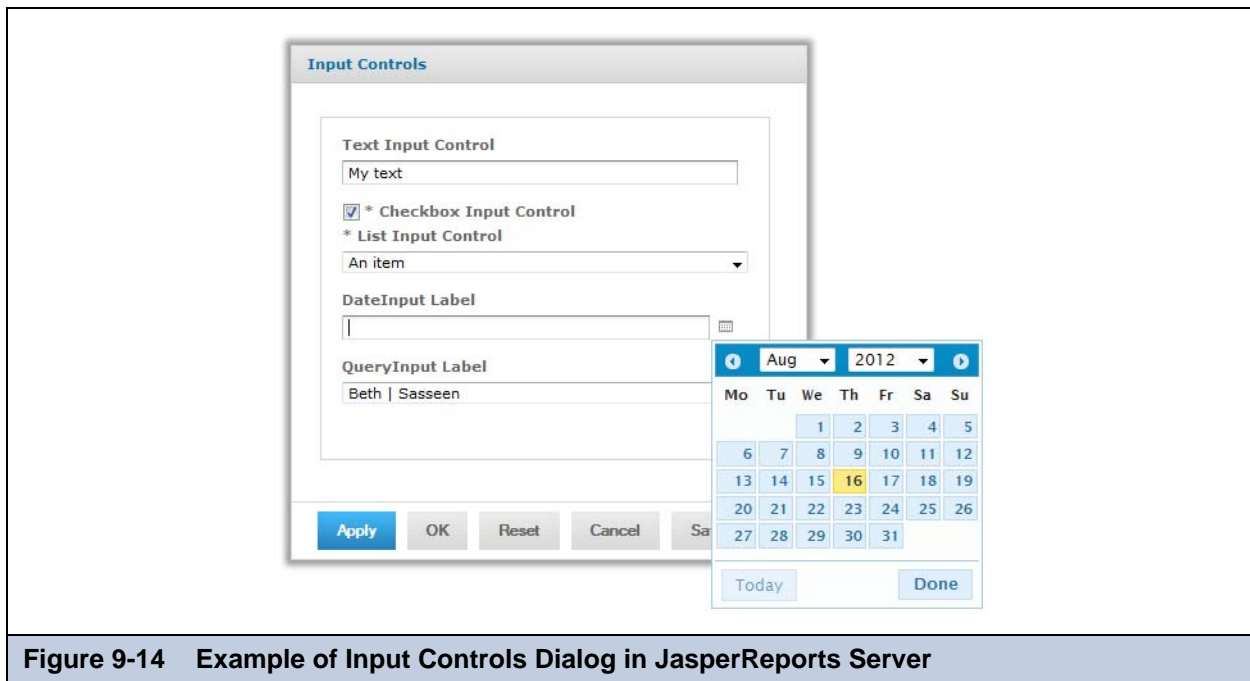 Input Controls
Text Input Control
My text
* Checkbox Input Control
* List Input Control
An item
DateInput Label
QueryInput Label
Beth | Sasseen
Apply OK Reset Cancel Sa
Aug 2012
Mo Tu We Th Fr Sa Su
1 2 3 4 5
6 7 8 9 10 11 12
13 14 15 16 17 18 19
20 21 22 23 24 25 26
27 28 29 30 31
Today Done
Figure 9-14 Example of Input Controls Dialog in JasperReports Server